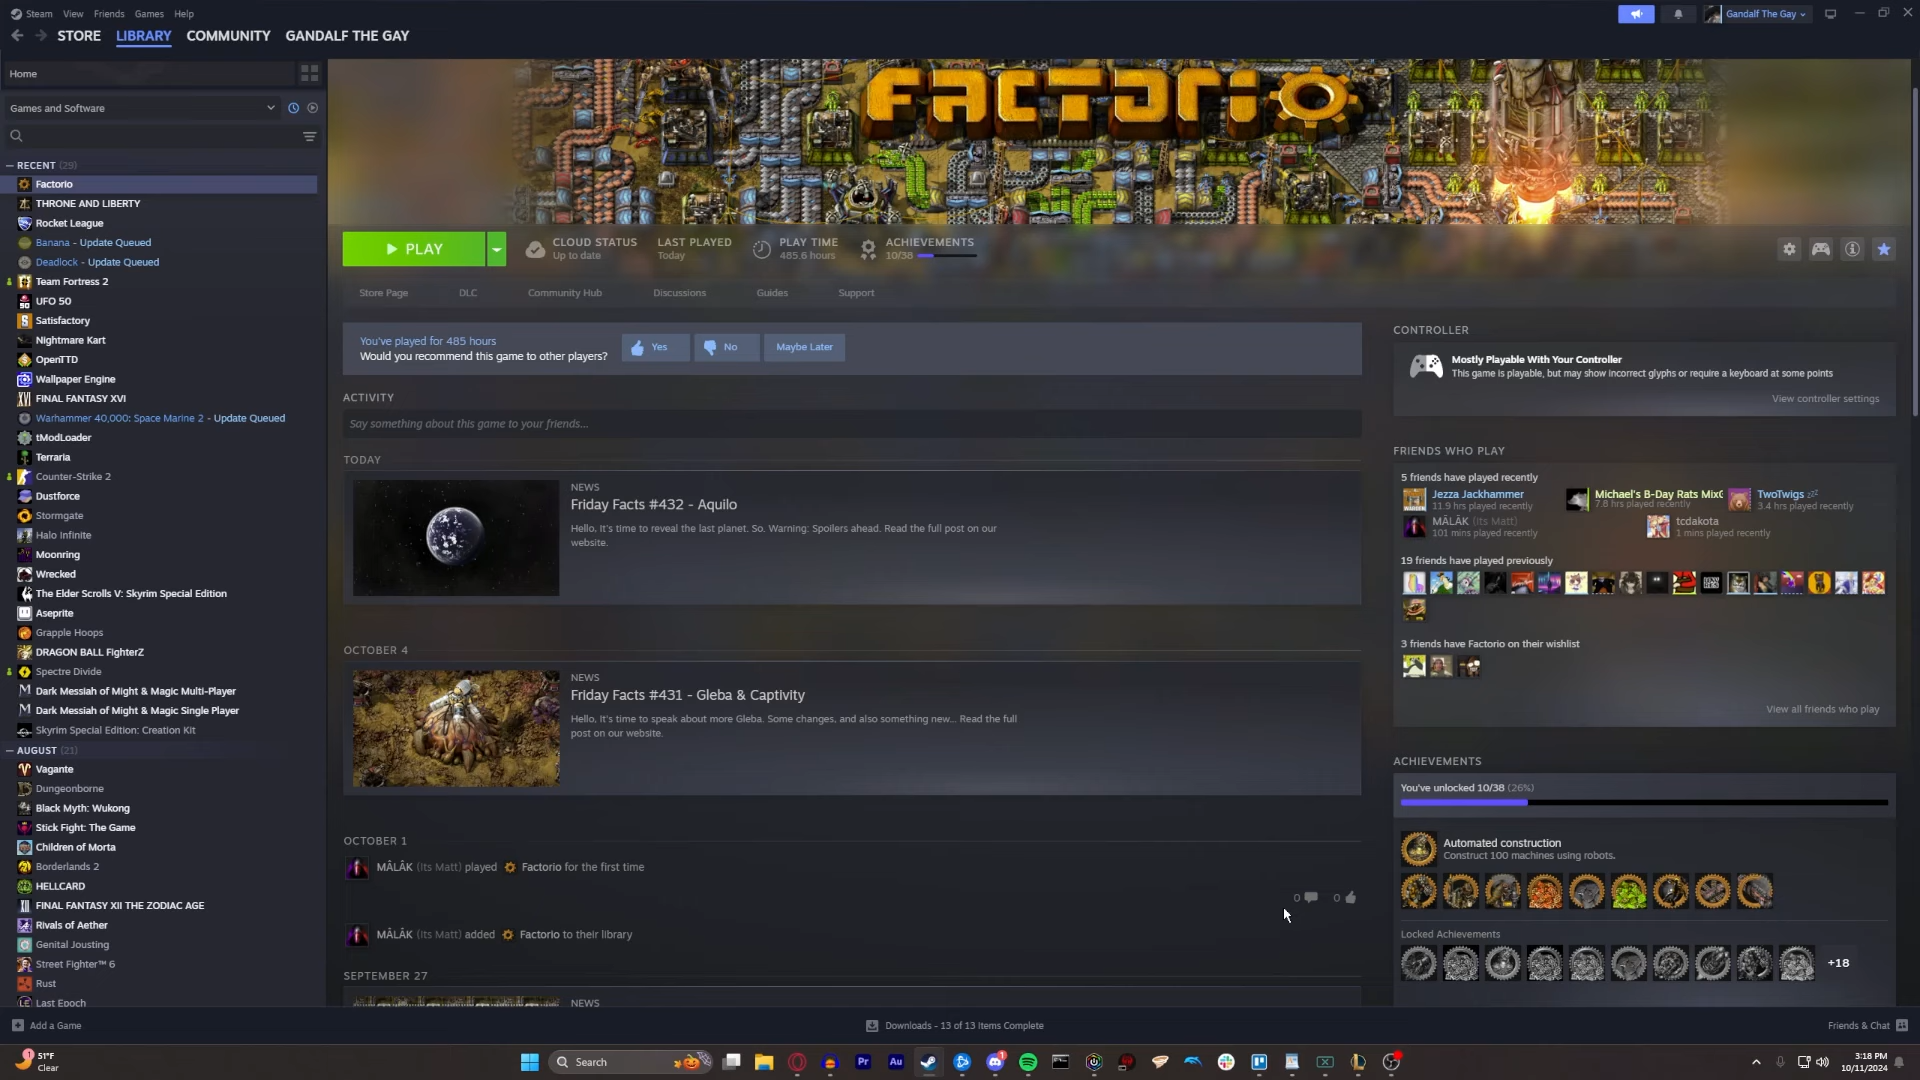 Steam View Friends Games Help
Gandalf The Gay
STORE LIBRARY COMMUNITY GANDALF THE GAY
Home
Games and Software
RECENT (29)
Factorio
THRONE AND LIBERTY
Rocket League
Banana - Update Queued
Deadlock - Update Queued
Team Fortress 2
UFO 50
Satisfactory
Nightmare Kart
OpenTTD
Wallpaper Engine
FINAL FANTASY XVI
Warhammer 40,000: Space Marine 2 - Update Queued
tModLoader
Terraria
Counter-Strike 2
Dustforce
Stormgate
Halo Infinite
Moonring
Wrecked
The Elder Scrolls V: Skyrim Special Edition
Aseprite
Grapple Hoops
DRAGON BALL FighterZ
Spectre Divide
Dark Messiah of Might & Magic Multi-Player
Dark Messiah of Might & Magic Single Player
Skyrim Special Edition: Creation Kit
AUGUST (21)
Vagante
Dungeonborne
Black Myth: Wukong
Stick Fight: The Game
Children of Morta
Borderlands 2
HELLCARD
FINAL FANTASY XII THE ZODIAC AGE
Rivals of Aether
Genital Jousting
Street Fighter™ 6
Rust
Last Epoch
FACTORIO
PLAY
CLOUD STATUS
Up to date
LAST PLAYED
Today
PLAY TIME
485.6 hours
ACHIEVEMENTS
10/38
Store Page DLC Community Hub Discussions Guides Support
You've played for 485 hours
Would you recommend this game to other players?
Yes No Maybe Later
ACTIVITY
Say something about this game to your friends...
TODAY
NEWS
Friday Facts #432 - Aquilo
Hello, It's time to reveal the last planet. So. Warning: Spoilers ahead. Read the full post on our
website.
OCTOBER 4
NEWS
Friday Facts #431 - Gleba & Captivity
Hello, It's time to speak about more Gleba. Some changes, and also something new... Read the full
post on our website.
OCTOBER 1
MÂLÂK (Its Matt) played Factorio for the first time
0 0
MÂLÂK (Its Matt) added Factorio to their library
SEPTEMBER 27
NEWS
CONTROLLER
Mostly Playable With Your Controller
This game is playable, but may show incorrect glyphs or require a keyboard at some points
View controller settings
FRIENDS WHO PLAY
5 friends have played recently
Jezza Jackhammer
11.9 hrs played recently
Michael's B-Day Rats Mix
7.8 hrs played recently
TwoTwigs zzz
3.4 hrs played recently
MÂLÂK (Its Matt)
101 mins played recently
tcdakota
1 mins played recently
19 friends have played previously
3 friends have Factorio on their wishlist
View all friends who play
ACHIEVEMENTS
You've unlocked 10/38 (26%)
Automated construction
Construct 100 machines using robots.
Locked Achievements
+18
Add a Game
Downloads - 13 of 13 Items Complete
Friends & Chat
1
51°F
Clear
Search
Pr
Au
1
3:18 PM
10/11/2024